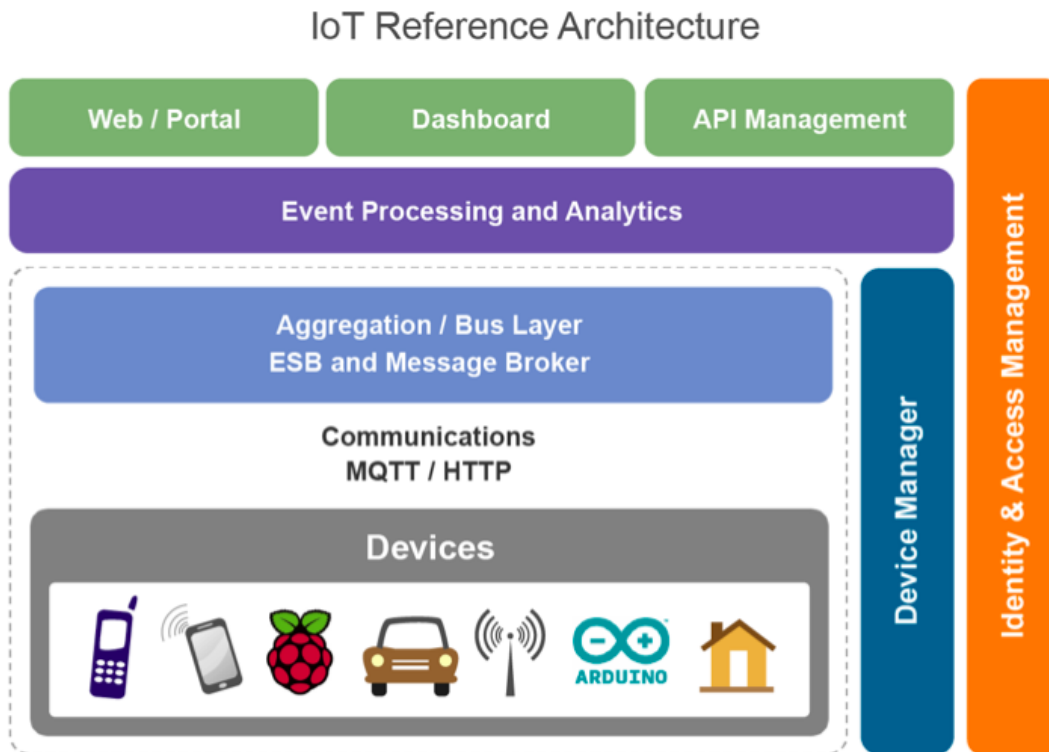 IoT Reference Architecture
Web / Portal
Dashboard
API Management
Event Processing and Analytics
Aggregation / Bus Layer
ESB and Message Broker
Communications
MQTT / HTTP
Devices
ARDUINO
Device Manager
Identity & Access Management